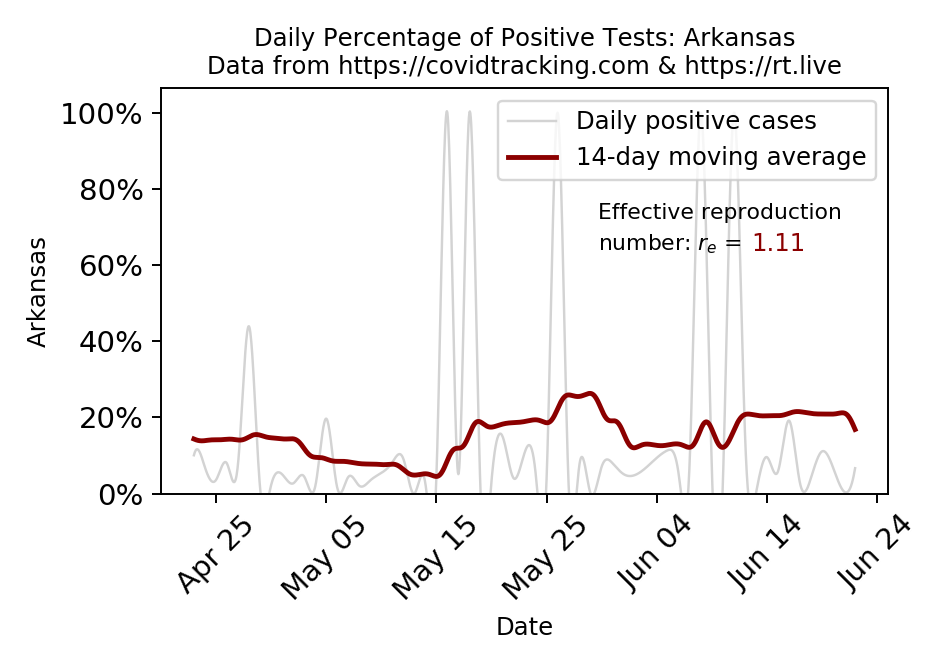 Daily Percentage of Positive Tests: Arkansas
Data from https://covidtracking.com & https://rt.live
100%
80%
60%
40%
20%
0%
Arkansas
Daily positive cases
14-day moving average
Effective reproduction
number: rₑ = 1.11
Apr 25
May 05
May 15
May 25
Jun 04
Jun 14
Jun 24
Date